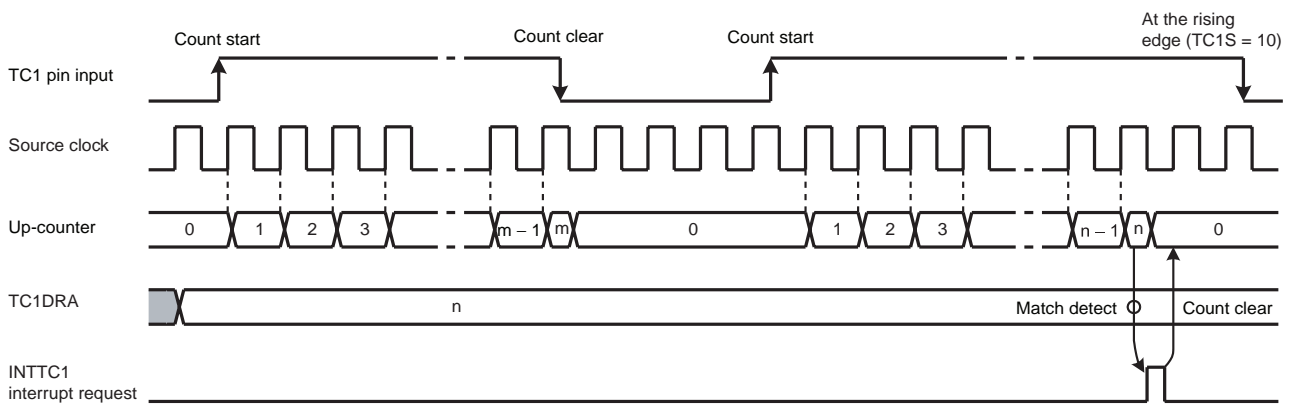 At the rising
edge (TC1S = 10)
Count start
Count clear
Count start
TC1 pin input
Source clock
Up-counter
0 1 2 3 m − 1 m 0 1 2 3 n − 1 n 0
TC1DRA
n
Match detect
Count clear
INTTC1
interrupt request